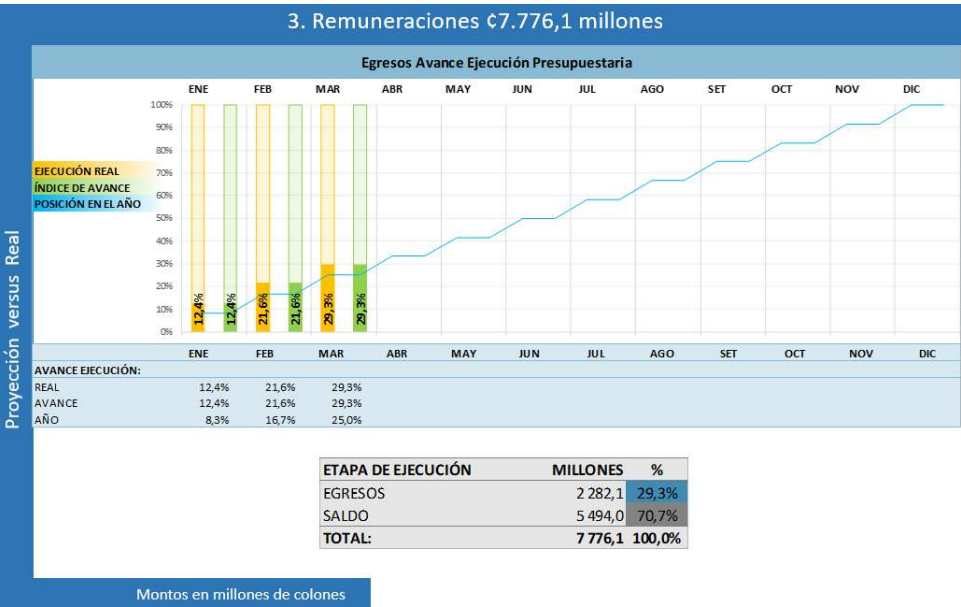 3. Remuneraciones ¢7.776,1 millones
Egresos Avance Ejecución Presupuestaria
ENE FEB MAR ABR MAY JUN JUL AGO SET OCT NOV DIC
100%
90%
80%
EJECUCIÓN REAL 70%
ÍNDICE DE AVANCE 60%
POSICIÓN EN EL AÑO
50%
40%
30%
20%
10%
0%
12,4% 12,4% 21,6% 21,6% 29,3% 29,3%
ENE FEB MAR ABR MAY JUN JUL AGO SET OCT NOV DIC
AVANCE EJECUCIÓN:
REAL 12,4% 21,6% 29,3%
AVANCE 12,4% 21,6% 29,3%
AÑO 8,3% 16,7% 25,0%
Proyección versus Real
ETAPA DE EJECUCIÓN MILLONES %
EGRESOS 2 282,1 29,3%
SALDO 5 494,0 70,7%
TOTAL: 7 776,1 100,0%
Montos en millones de colones